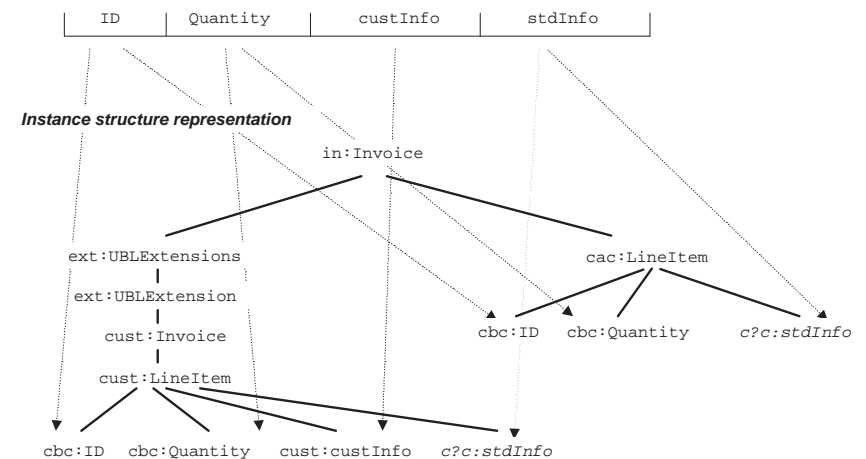 ID Quantity custInfo stdInfo
Instance structure representation
in:Invoice
ext:UBLExtensions cac:LineItem
ext:UBLExtension
cbc:ID cbc:Quantity c?c:stdInfo
cust:Invoice
cust:LineItem
cbc:ID cbc:Quantity cust:custInfo c?c:stdInfo